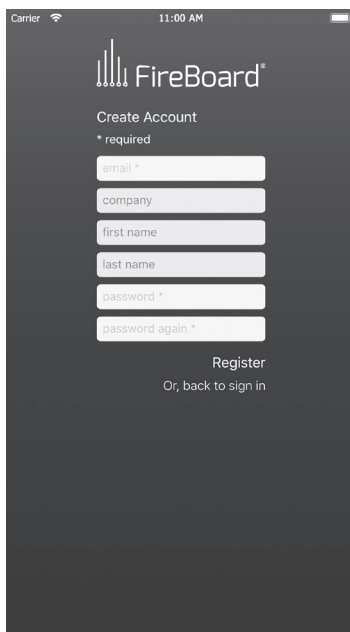 Carrier 11:00 AM
FireBoard®
Create Account
* required
email *
company
first name
last name
password *
password again *
Register
Or, back to sign in